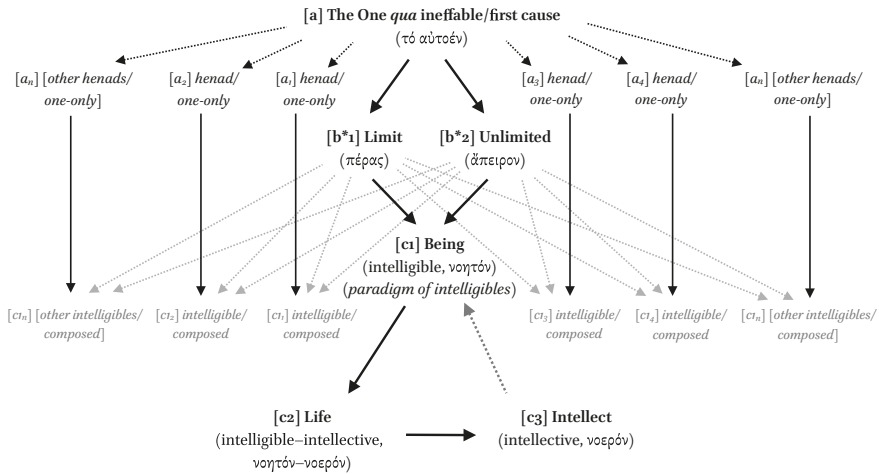 [a] The One qua ineffable/first cause
(τό αὐτοέν)
[aₙ] [other henads/
one-only]
[a₂] henad/
one-only
[a₁] henad/
one-only
[a₃] henad/
one-only
[a₄] henad/
one-only
[aₙ] [other henads/
one-only]
[b*1] Limit
(πέρας)
[b*2] Unlimited
(ἄπειρον)
[c1] Being
(intelligible, νοητόν)
(paradigm of intelligibles)
[c1ₙ] [other intelligibles/
composed]
[c1₂] intelligible/
composed
[c1₁] intelligible/
composed
[c1₃] intelligible/
composed
[c1₄] intelligible/
composed
[c1ₙ] [other intelligibles/
composed]
[c2] Life
(intelligible–intellective,
νοητόν–νοερόν)
[c3] Intellect
(intellective, νοερόν)